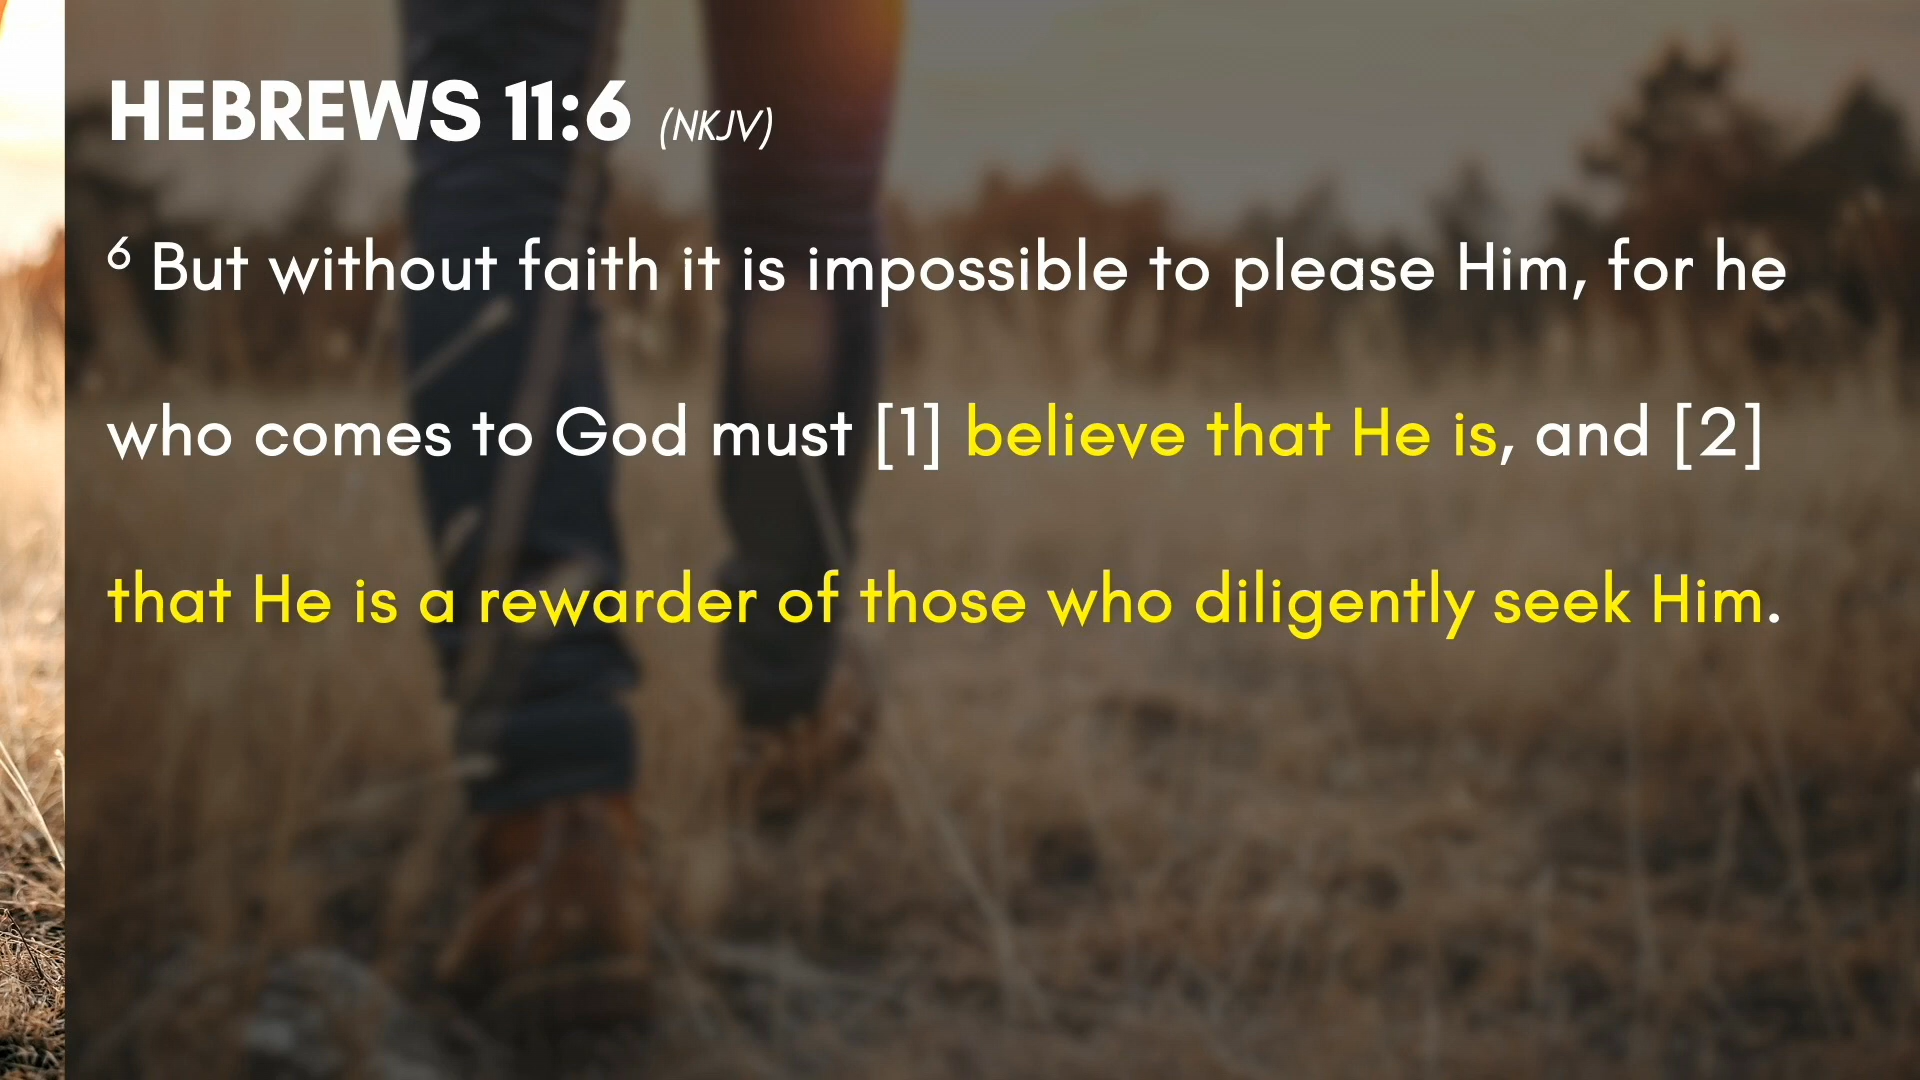 HEBREWS 11:6 (NKJV)
6 But without faith it is impossible to please Him, for he
who comes to God must [1] believe that He is, and [2]
that He is a rewarder of those who diligently seek Him.